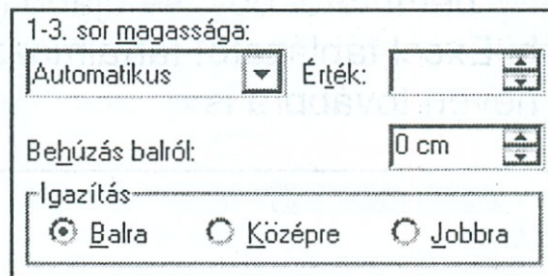 1-3. sor magassága:
Automatikus Érték:
Behúzás balról: 0 cm
Igazítás
Balra Középre Jobbra